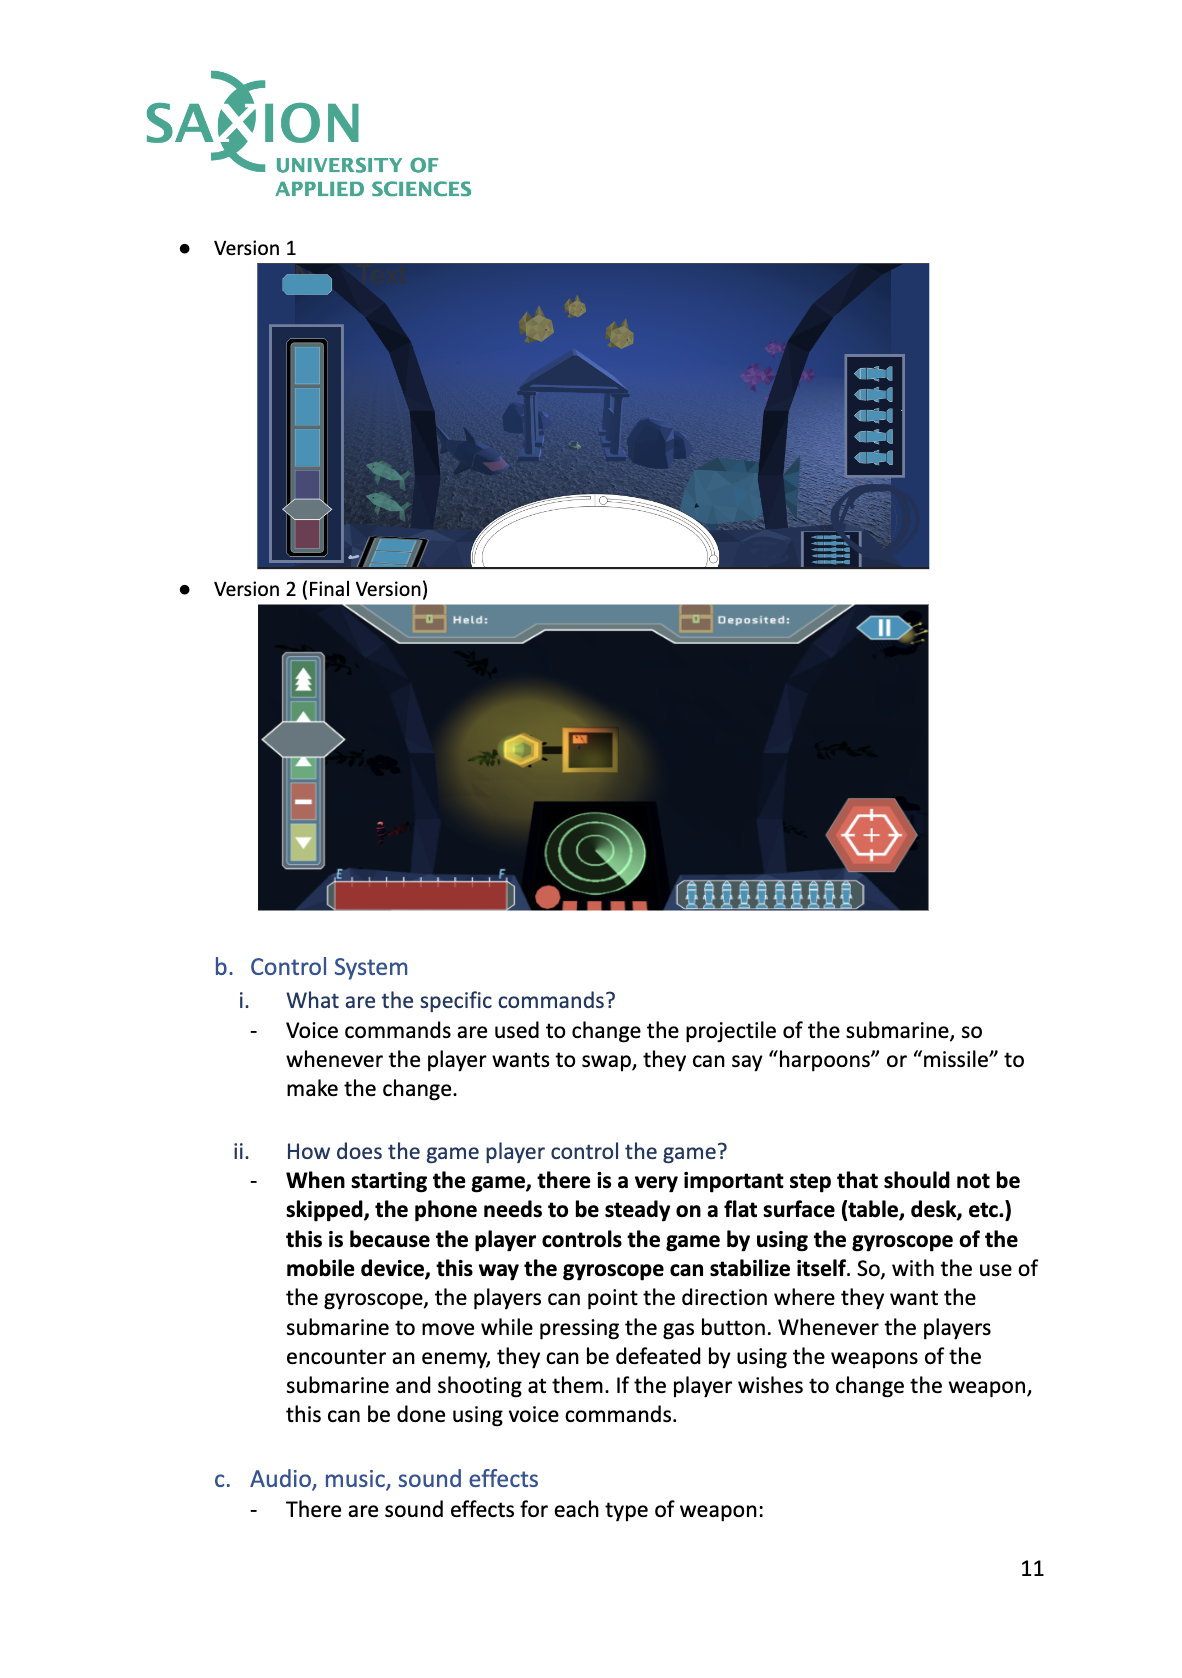 SAXION
UNIVERSITY OF
APPLIED SCIENCES
● Version 1
Text
● Version 2 (Final Version)
0 Held:
0 Deposited:
E F
b. Control System
i. What are the specific commands?
- Voice commands are used to change the projectile of the submarine, so
whenever the player wants to swap, they can say “harpoons” or “missile” to
make the change.
ii. How does the game player control the game?
- When starting the game, there is a very important step that should not be
skipped, the phone needs to be steady on a flat surface (table, desk, etc.)
this is because the player controls the game by using the gyroscope of the
mobile device, this way the gyroscope can stabilize itself. So, with the use of
the gyroscope, the players can point the direction where they want the
submarine to move while pressing the gas button. Whenever the players
encounter an enemy, they can be defeated by using the weapons of the
submarine and shooting at them. If the player wishes to change the weapon,
this can be done using voice commands.
c. Audio, music, sound effects
- There are sound effects for each type of weapon:
11